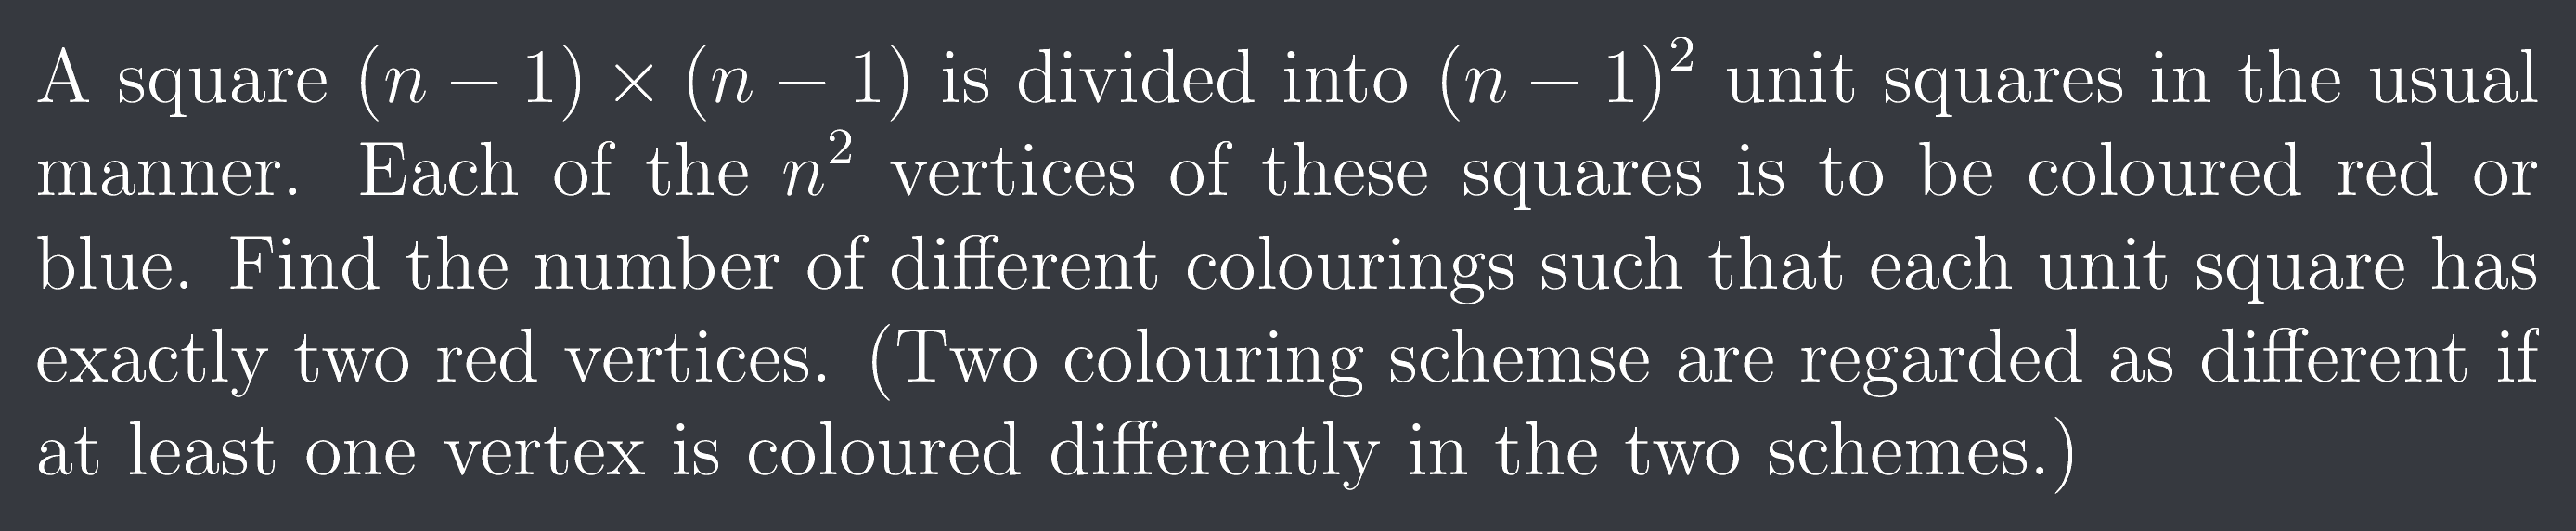 A square (n − 1) × (n − 1) is divided into (n − 1)² unit squares in the usual
manner. Each of the n² vertices of these squares is to be coloured red or
blue. Find the number of different colourings such that each unit square has
exactly two red vertices. (Two colouring schemse are regarded as different if
at least one vertex is coloured differently in the two schemes.)